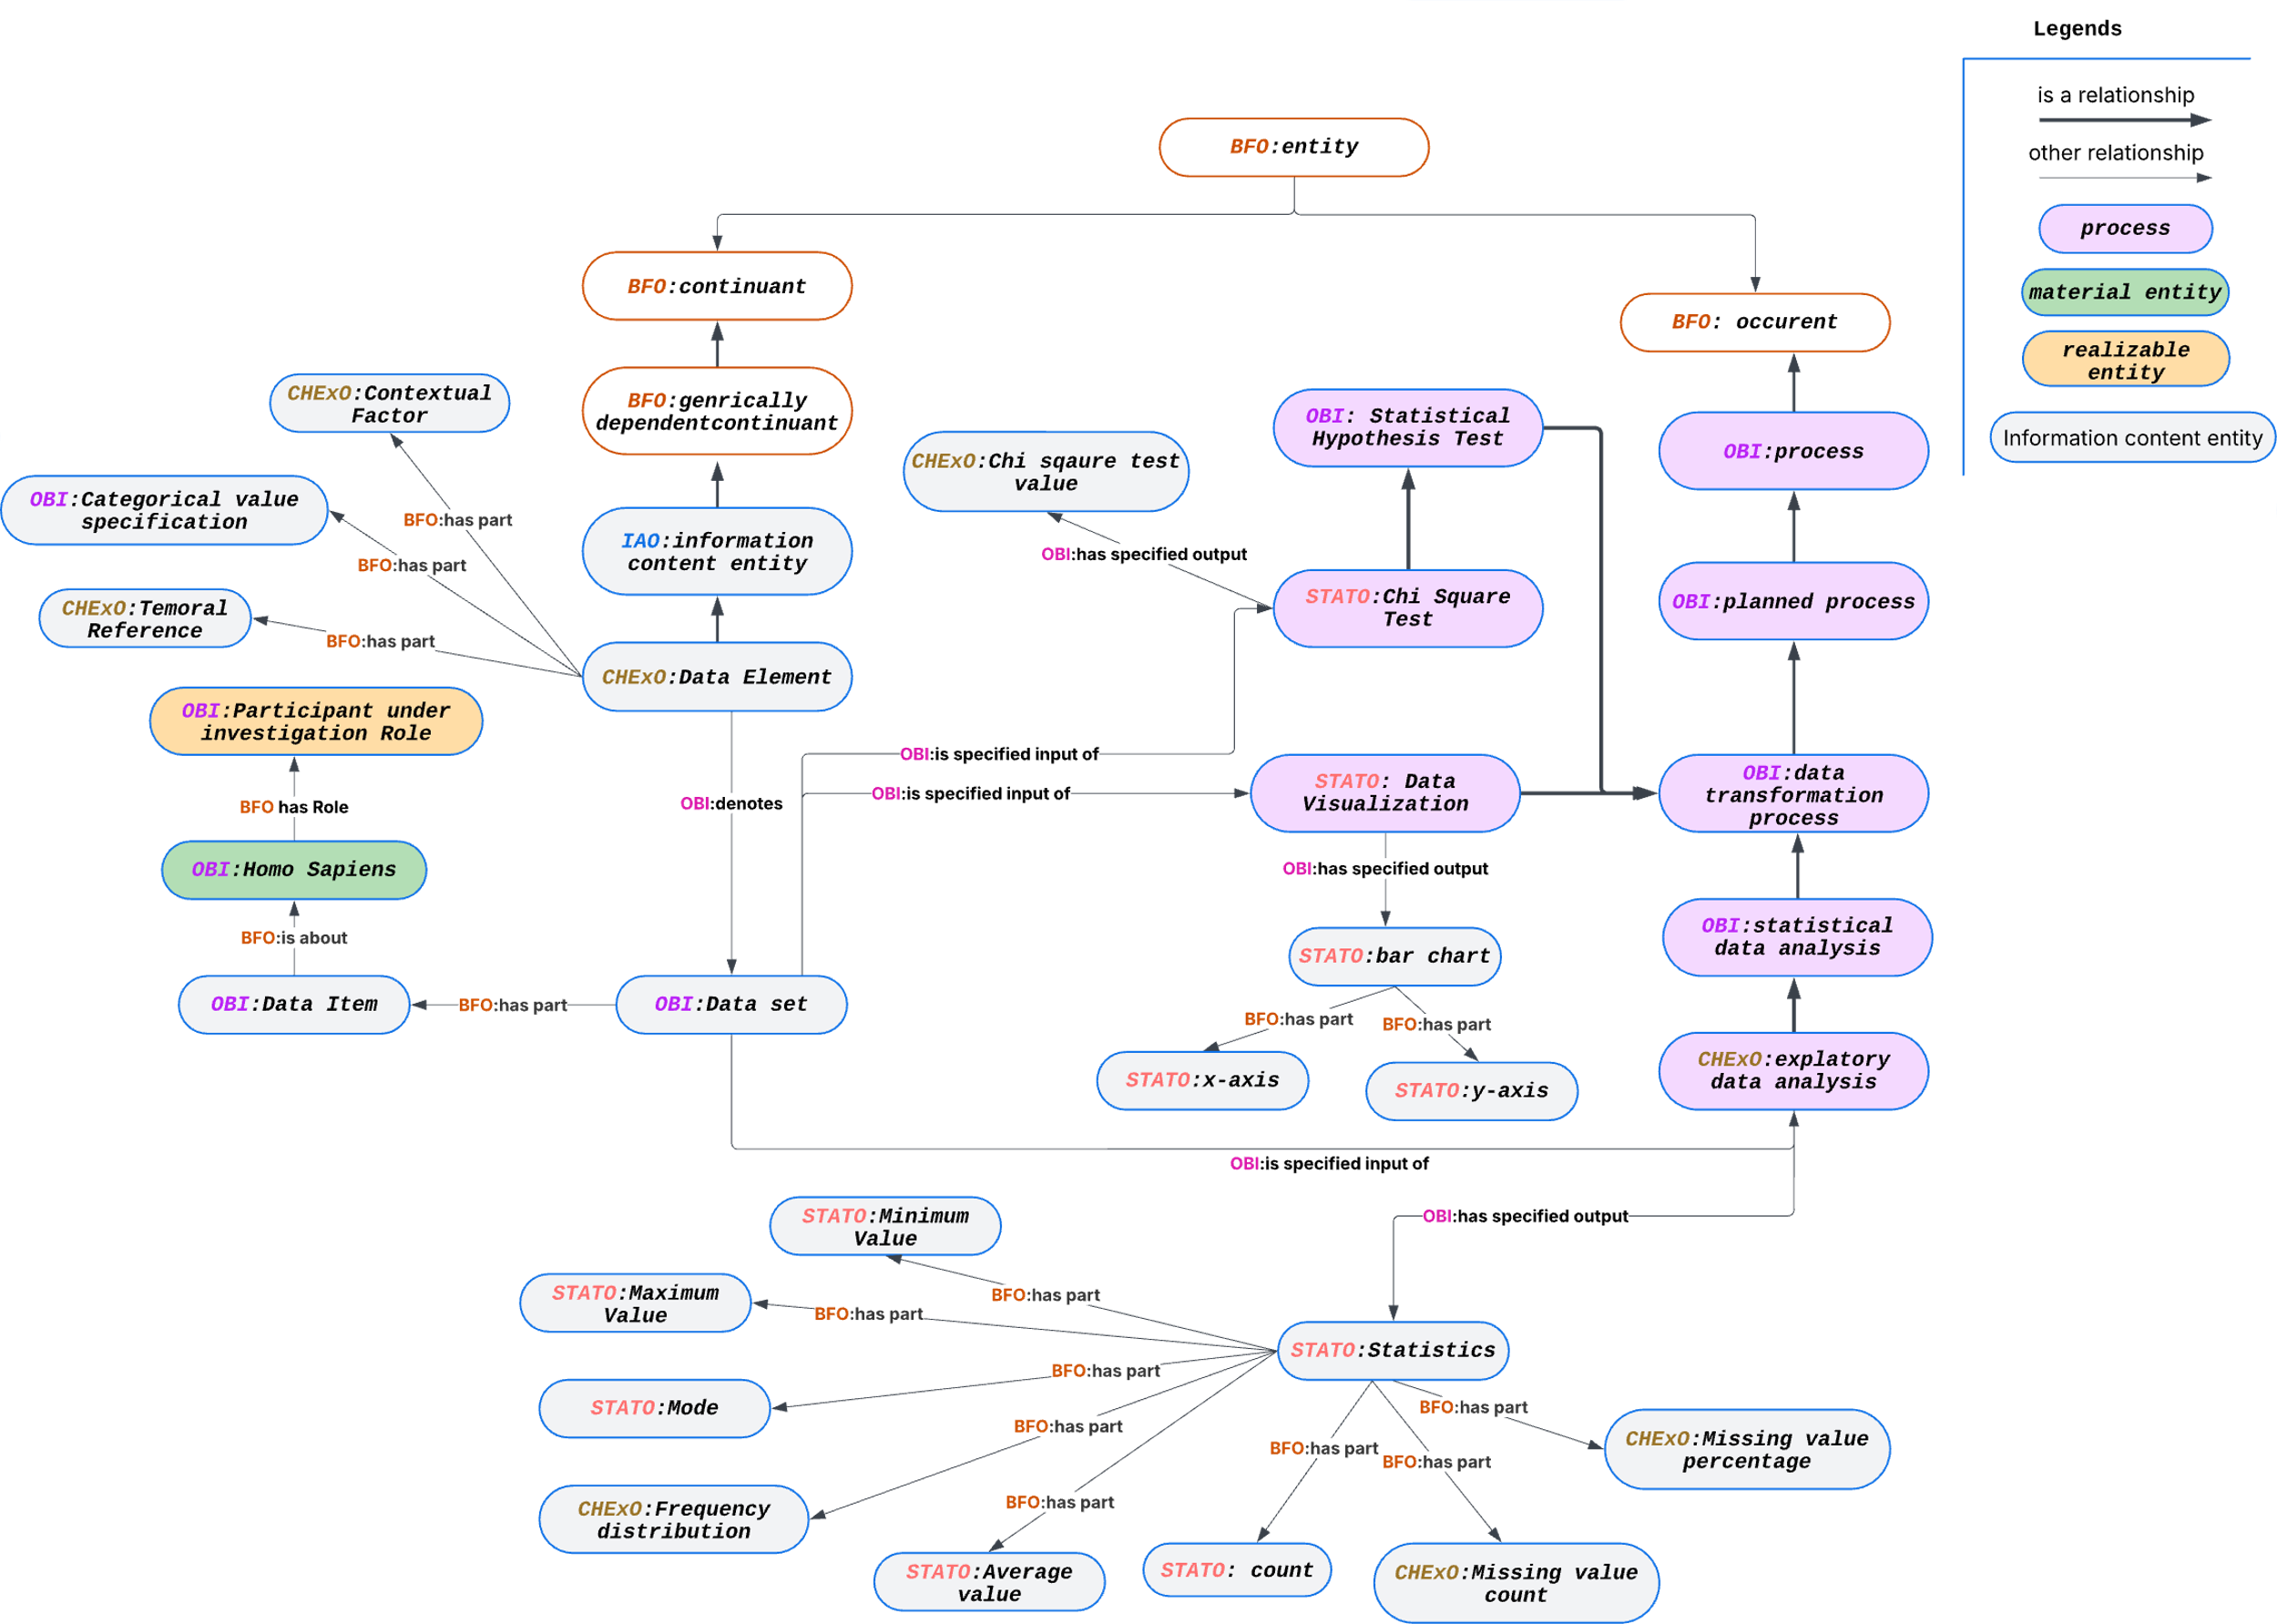 Legends
is a relationship
other relationship
process
material entity
realizable
entity
Information content entity
BFO:entity
BFO:continuant
BFO: occurent
BFO:genrically
dependentcontinuant
CHExO:Contextual
Factor
OBI: Statistical
Hypothesis Test
OBI:process
CHExO:Chi sqaure test
value
OBI:Categorical value
specification
BFO:has part
IAO:information
content entity
OBI:has specified output
BFO:has part
CHExO:Temoral
Reference
STATO:Chi Square
Test
OBI:planned process
BFO:has part
CHExO:Data Element
OBI:Participant under
investigation Role
OBI:is specified input of
BFO has Role
OBI:denotes
OBI:is specified input of
STATO: Data
Visualization
OBI:data
transformation
process
OBI:Homo Sapiens
OBI:has specified output
BFO:is about
STATO:bar chart
OBI:statistical
data analysis
OBI:Data Item
BFO:has part
OBI:Data set
BFO:has part
BFO:has part
STATO:x-axis
STATO:y-axis
CHExO:explatory
data analysis
OBI:is specified input of
STATO:Minimum
Value
OBI:has specified output
STATO:Maximum
Value
BFO:has part
BFO:has part
STATO:Statistics
BFO:has part
STATO:Mode
BFO:has part
BFO:has part
BFO:has part
BFO:has part
CHExO:Missing value
percentage
CHExO:Frequency
distribution
BFO:has part
STATO:Average
value
STATO: count
CHExO:Missing value
count